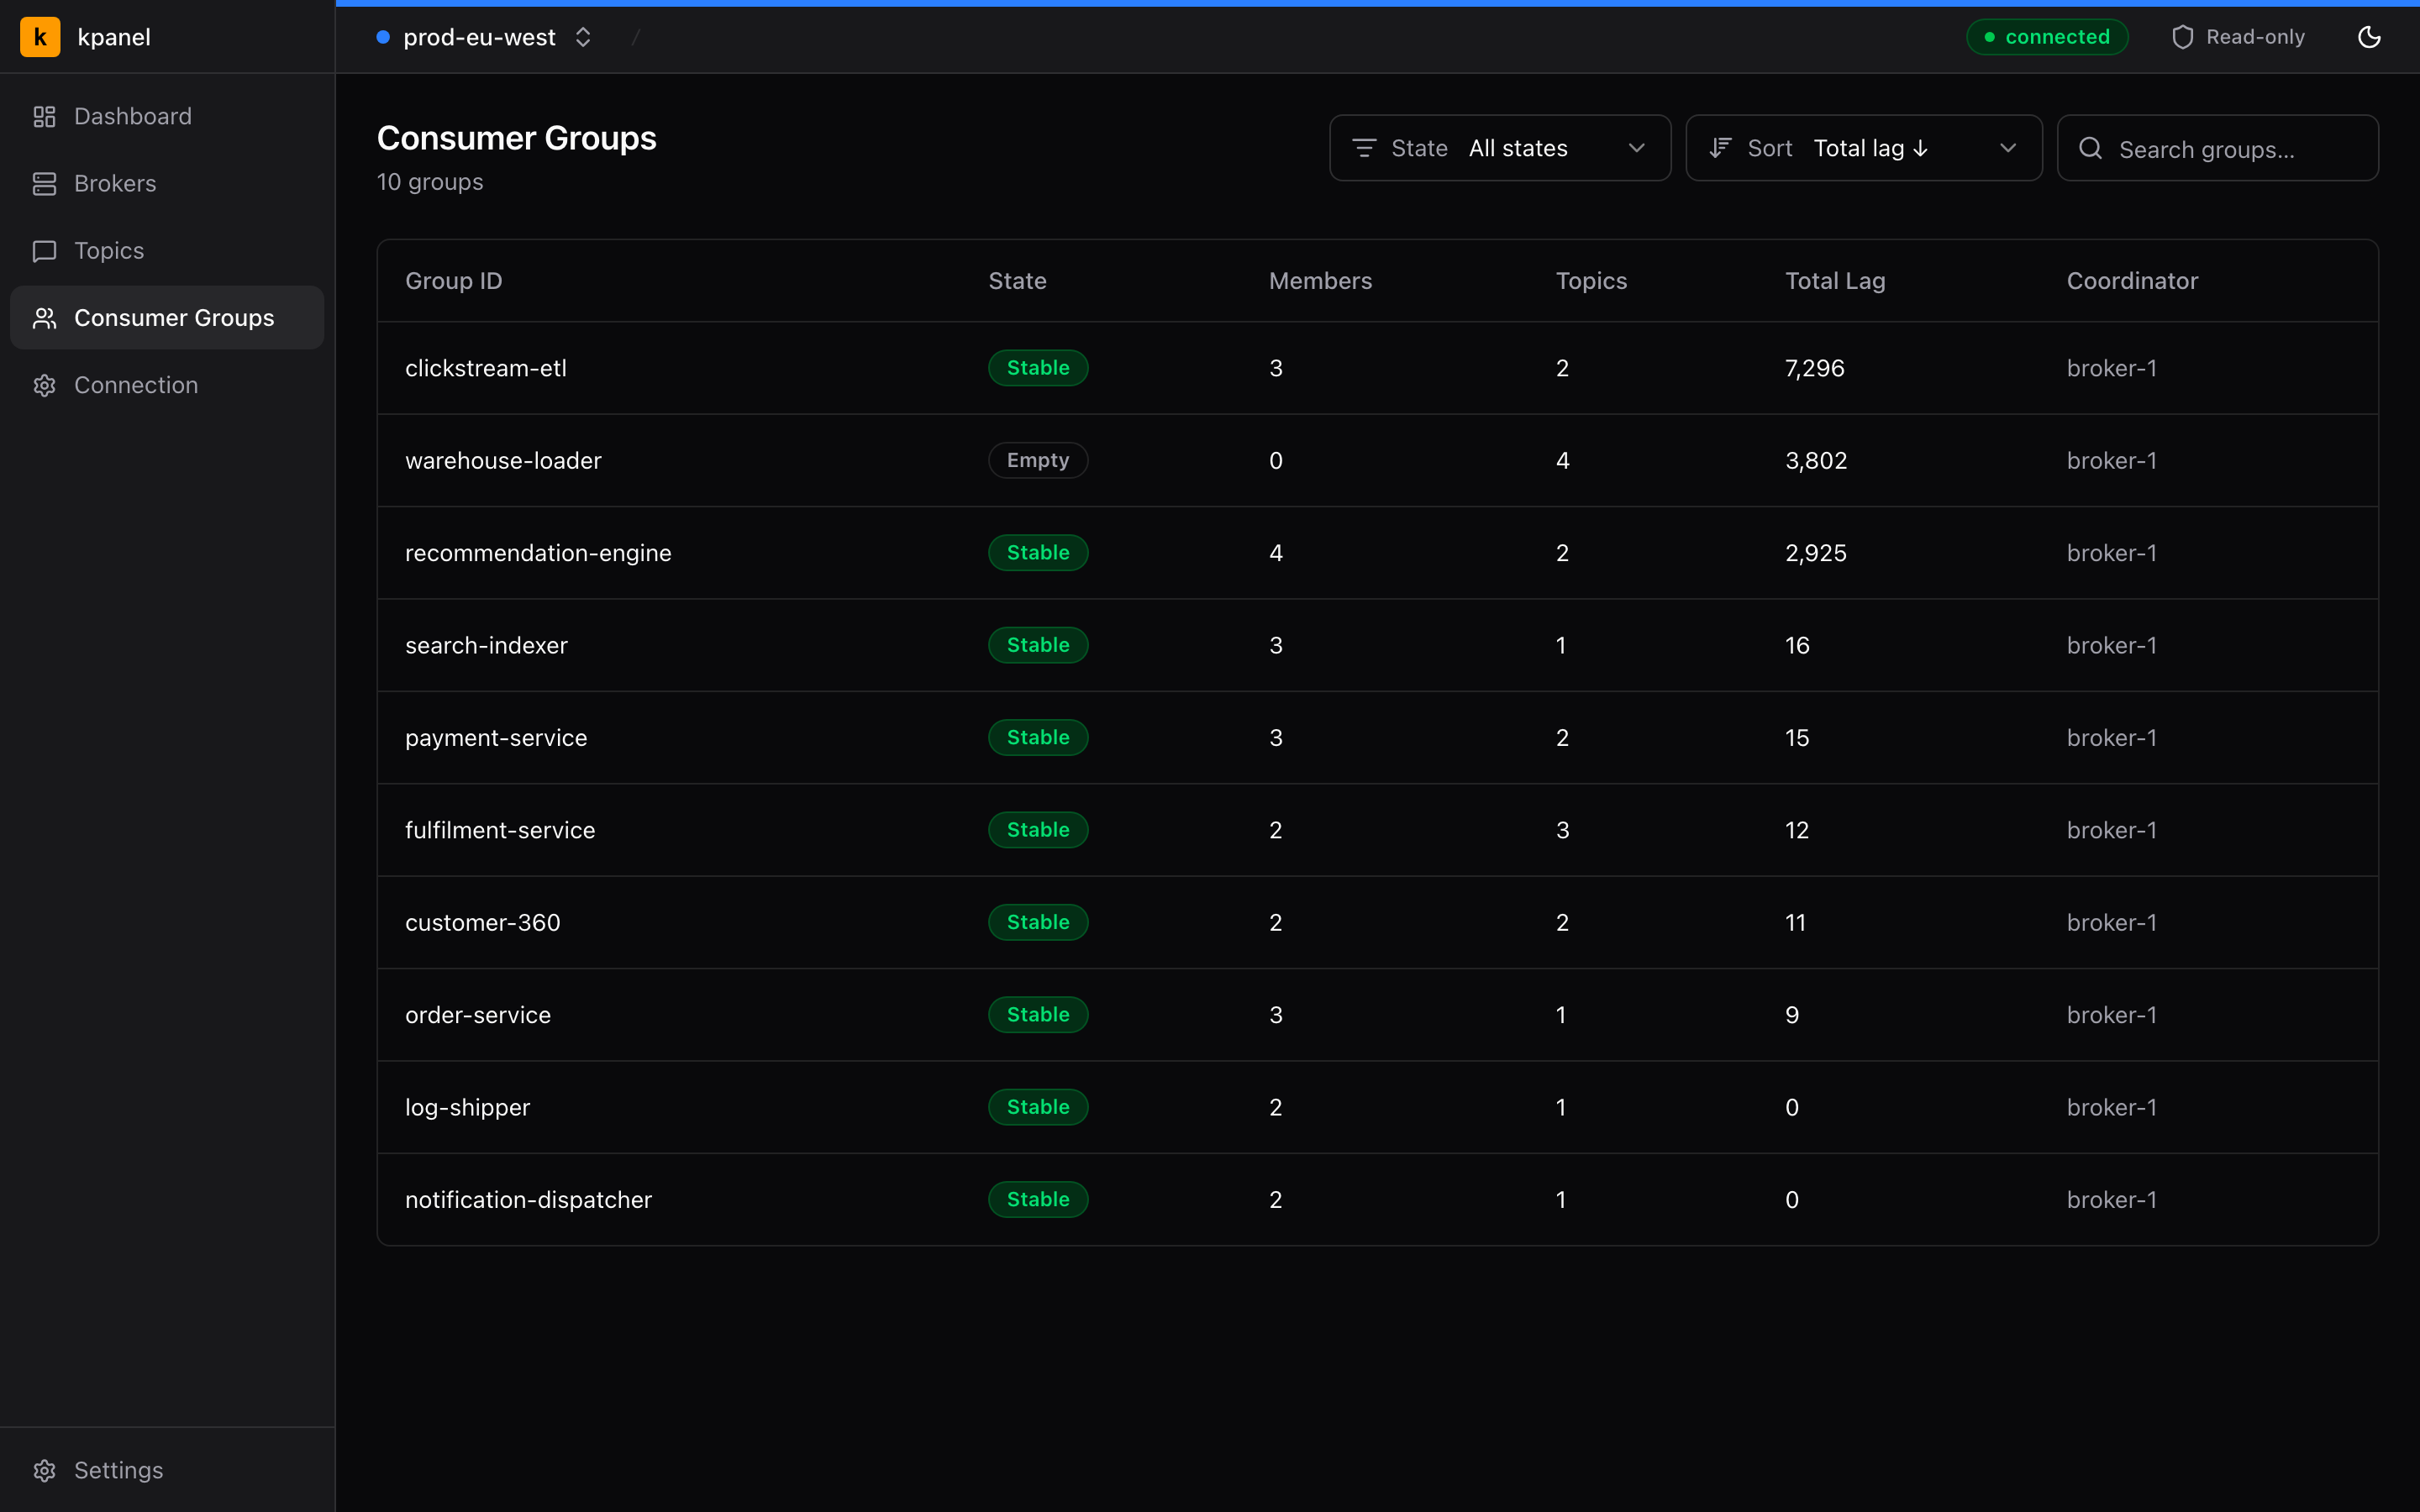 k kpanel
prod-eu-west /
connected
Read-only
Dashboard
Brokers
Topics
Consumer Groups
Connection
Settings
Consumer Groups
10 groups
State All states
Sort Total lag ↓
Search groups...
Group ID State Members Topics Total Lag Coordinator
clickstream-etl Stable 3 2 7,296 broker-1
warehouse-loader Empty 0 4 3,802 broker-1
recommendation-engine Stable 4 2 2,925 broker-1
search-indexer Stable 3 1 16 broker-1
payment-service Stable 3 2 15 broker-1
fulfilment-service Stable 2 3 12 broker-1
customer-360 Stable 2 2 11 broker-1
order-service Stable 3 1 9 broker-1
log-shipper Stable 2 1 0 broker-1
notification-dispatcher Stable 2 1 0 broker-1